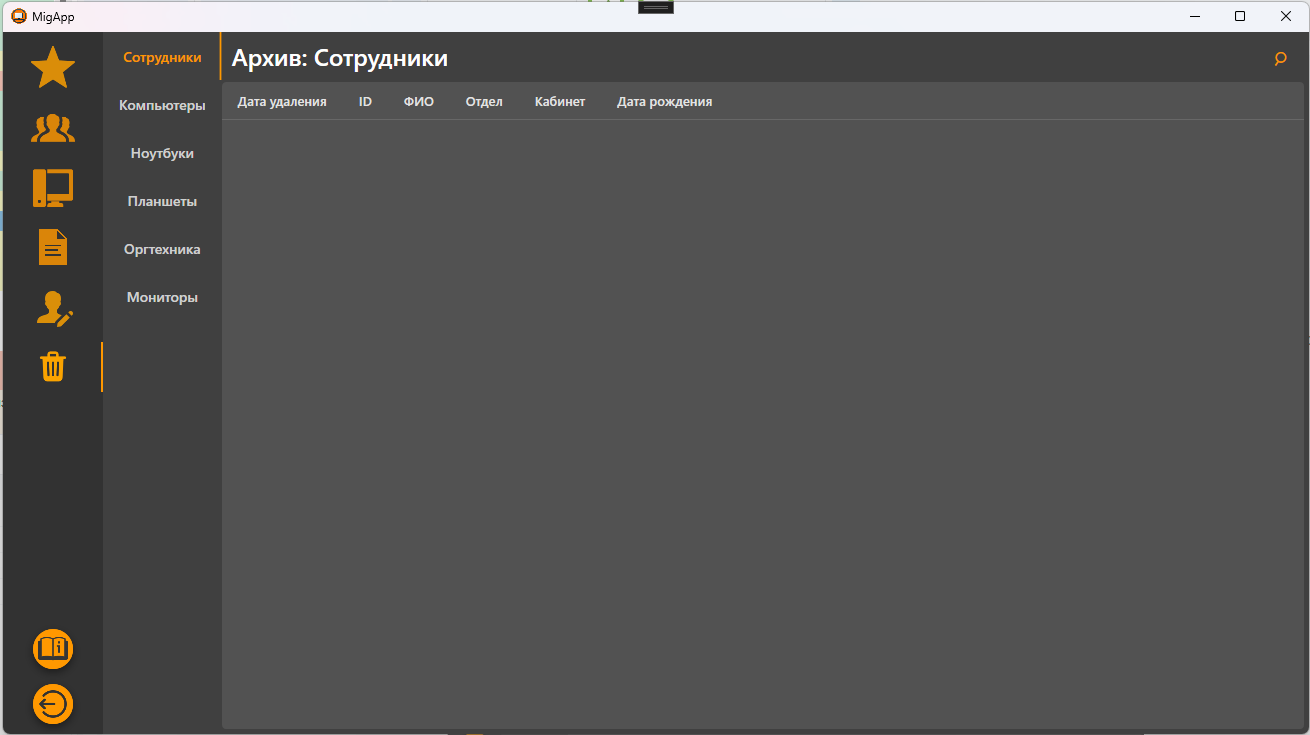 MigApp
Сотрудники
Компьютеры
Ноутбуки
Планшеты
Оргтехника
Мониторы
Архив: Сотрудники
Дата удаления ID ФИО Отдел Кабинет Дата рождения